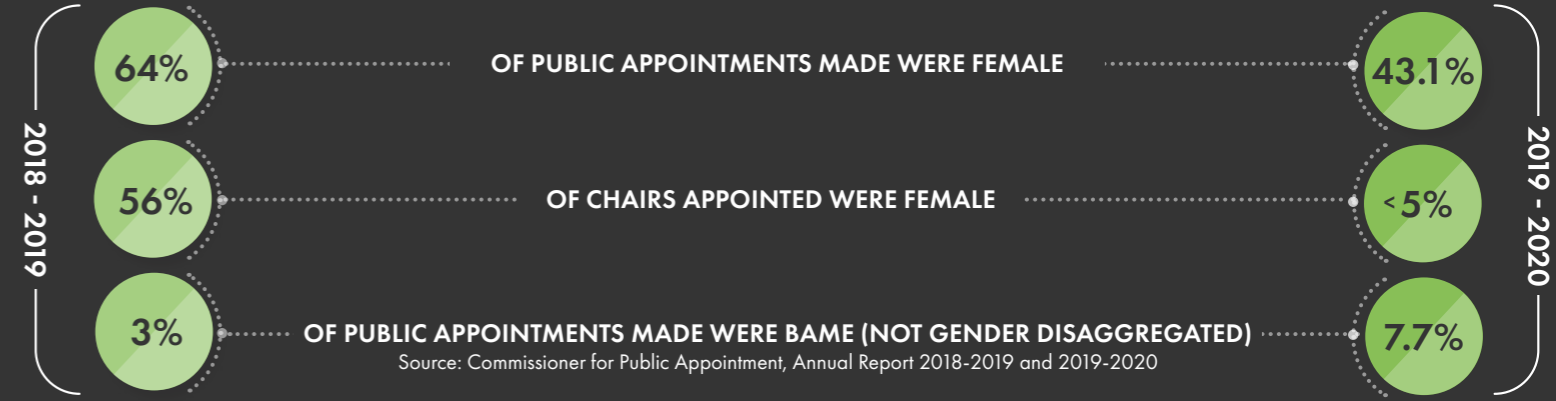 2018 - 2019
64%
OF PUBLIC APPOINTMENTS MADE WERE FEMALE
43.1%
56%
OF CHAIRS APPOINTED WERE FEMALE
<5%
3%
OF PUBLIC APPOINTMENTS MADE WERE BAME (NOT GENDER DISAGGREGATED)
7.7%
Source: Commissioner for Public Appointment, Annual Report 2018-2019 and 2019-2020
2019 - 2020